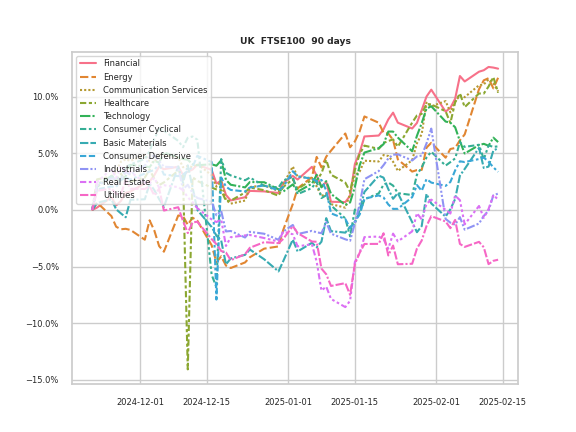 UK  FTSE100  90 days
Financial
Energy
Communication Services
Healthcare
Technology
Consumer Cyclical
Basic Materials
Consumer Defensive
Industrials
Real Estate
Utilities
10.0%
5.0%
0.0%
−5.0%
−10.0%
−15.0%
2024-12-01 2024-12-15 2025-01-01 2025-01-15 2025-02-01 2025-02-15